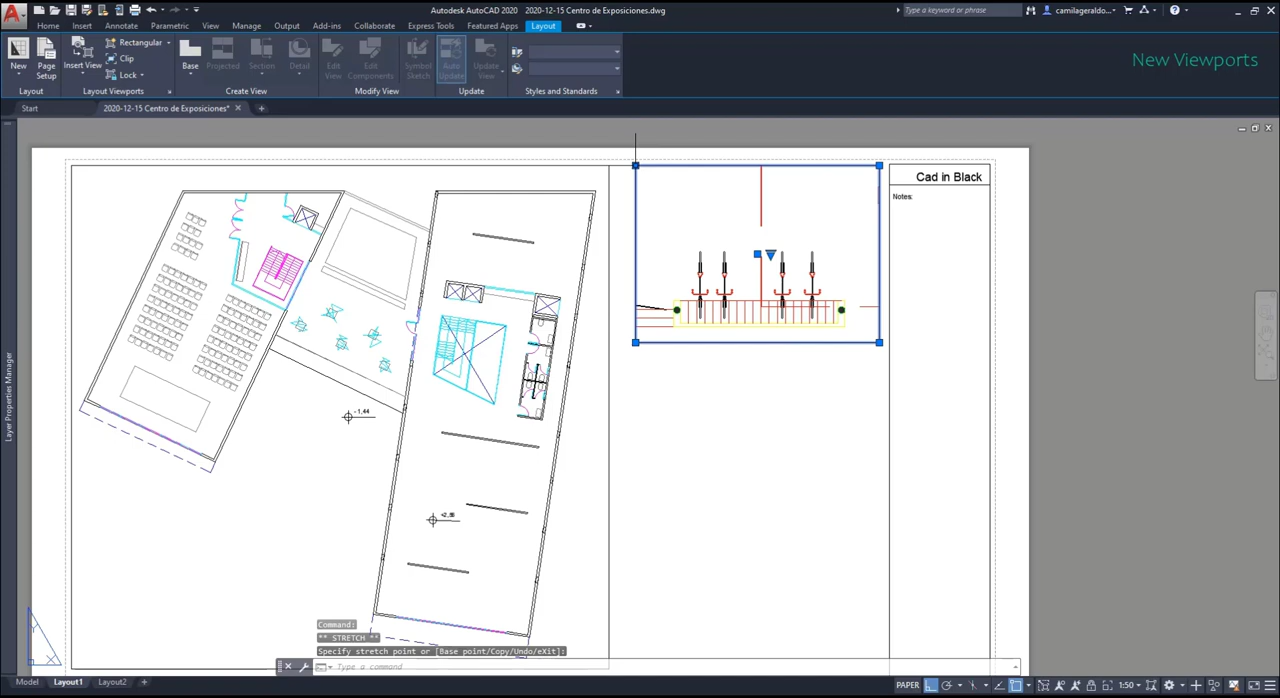 Autodesk AutoCAD 2020   2020-12-15 Centro de Exposiciones.dwg
Type a keyword or phrase
camilageraldo...
Home Insert Annotate Parametric View Manage Output Add-ins Collaborate Express Tools Featured Apps Layout
New
Page Setup
Insert View
Rectangular
Clip
Lock
Base
Projected
Section
Detail
Edit View
Edit Components
Symbol Sketch
Auto Update
Update View
Layout
Layout Viewports
Create View
Modify View
Update
Styles and Standards
New Viewports
Start
2020-12-15 Centro de Exposiciones*
Layer Properties Manager
Cad in Black
Notes:
-1,44
Command:
** STRETCH **
Specify stretch point or [Base point/Copy/Undo/eXit]:
Type a command
Model Layout1 Layout2
PAPER
1:50